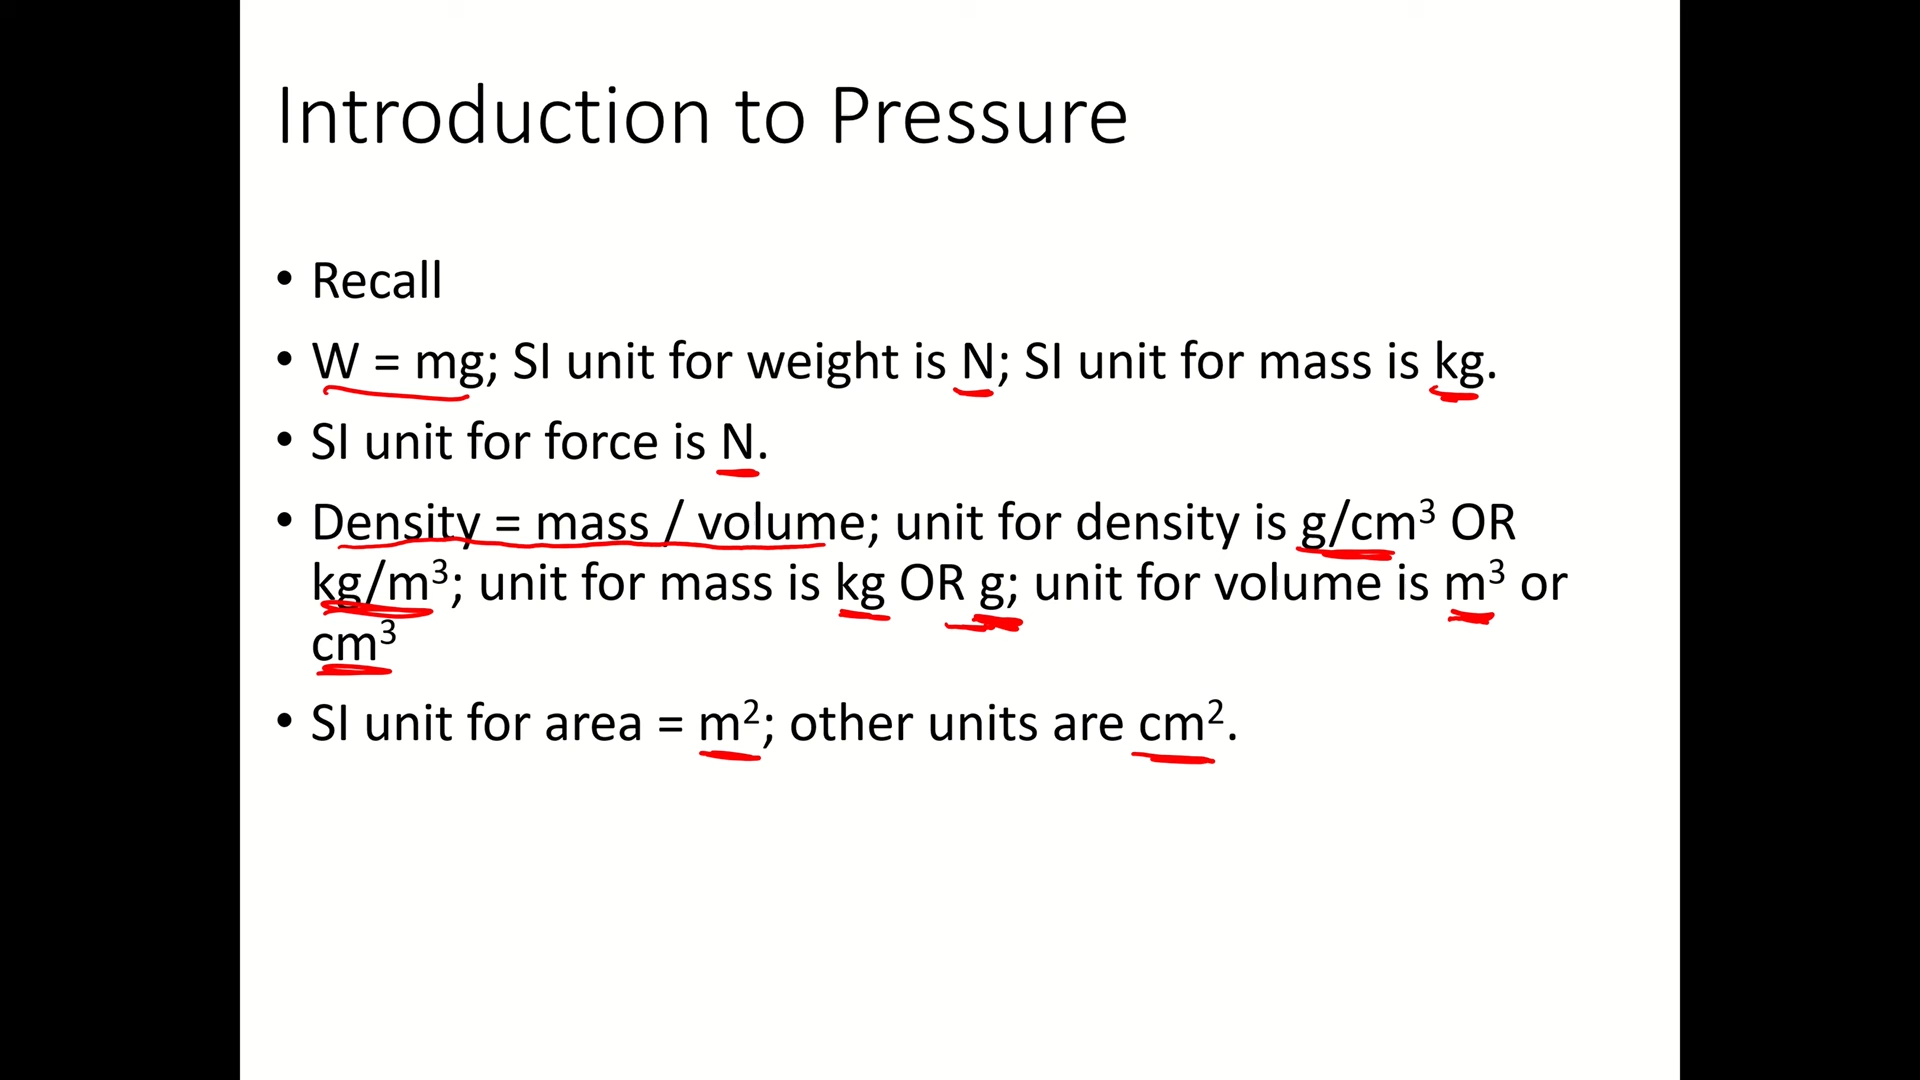 Introduction to Pressure
• Recall
• W = mg; SI unit for weight is N; SI unit for mass is kg.
• SI unit for force is N.
• Density = mass / volume; unit for density is g/cm³ OR
kg/m³; unit for mass is kg OR g; unit for volume is m³ or
cm³
• SI unit for area = m²; other units are cm².